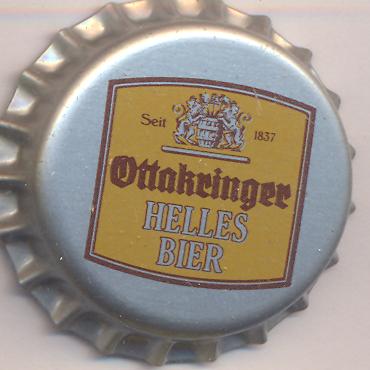 Seit 1837
Ottakringer
HELLES
BIER